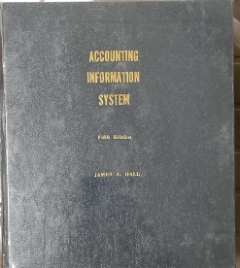 ACCOUNTING
INFORMATION
SYSTEM
Fifth Edition
JAMES A. HALL